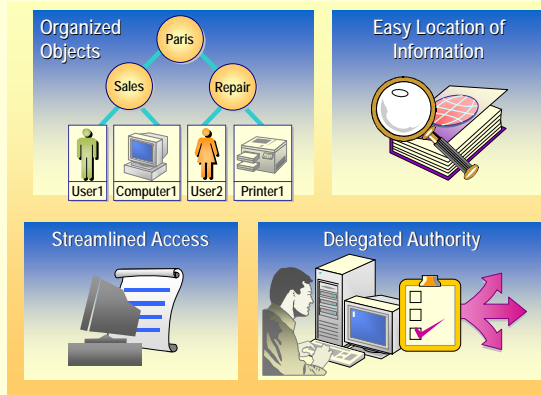 Organized
Objects
Paris
Sales
Repair
User1
Computer1
User2
Printer1
Easy Location of
Information
Streamlined Access
Delegated Authority